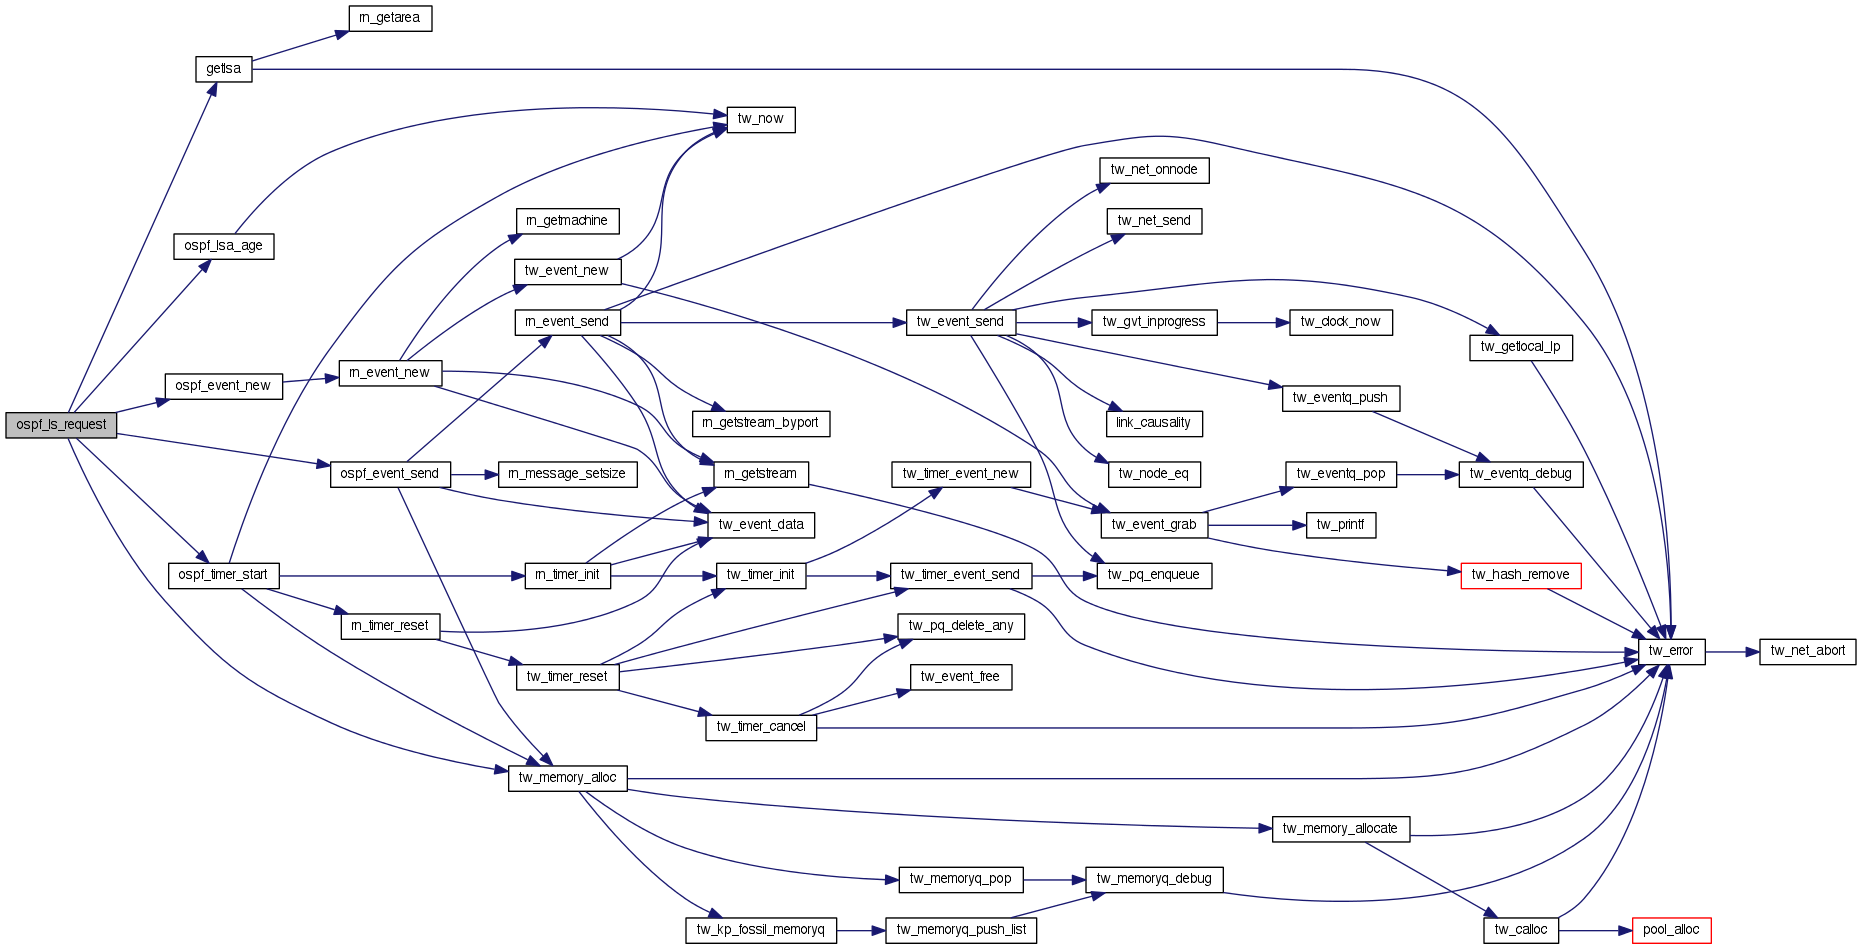 rn_getarea
getlsa
tw_now
tw_net_onnode
rn_getmachine
tw_net_send
ospf_lsa_age
tw_event_new
rn_event_send
tw_event_send
tw_gvt_inprogress
tw_clock_now
tw_getlocal_lp
rn_event_new
ospf_event_new
tw_eventq_push
ospf_ls_request
rn_getstream_byport
link_causality
ospf_event_send
rn_message_setsize
rn_getstream
tw_timer_event_new
tw_node_eq
tw_eventq_pop
tw_eventq_debug
tw_event_data
tw_event_grab
tw_printf
ospf_timer_start
rn_timer_init
tw_timer_init
tw_timer_event_send
tw_pq_enqueue
tw_hash_remove
rn_timer_reset
tw_pq_delete_any
tw_error
tw_net_abort
tw_timer_reset
tw_event_free
tw_timer_cancel
tw_memory_alloc
tw_memory_allocate
tw_memoryq_pop
tw_memoryq_debug
tw_kp_fossil_memoryq
tw_memoryq_push_list
tw_calloc
pool_alloc